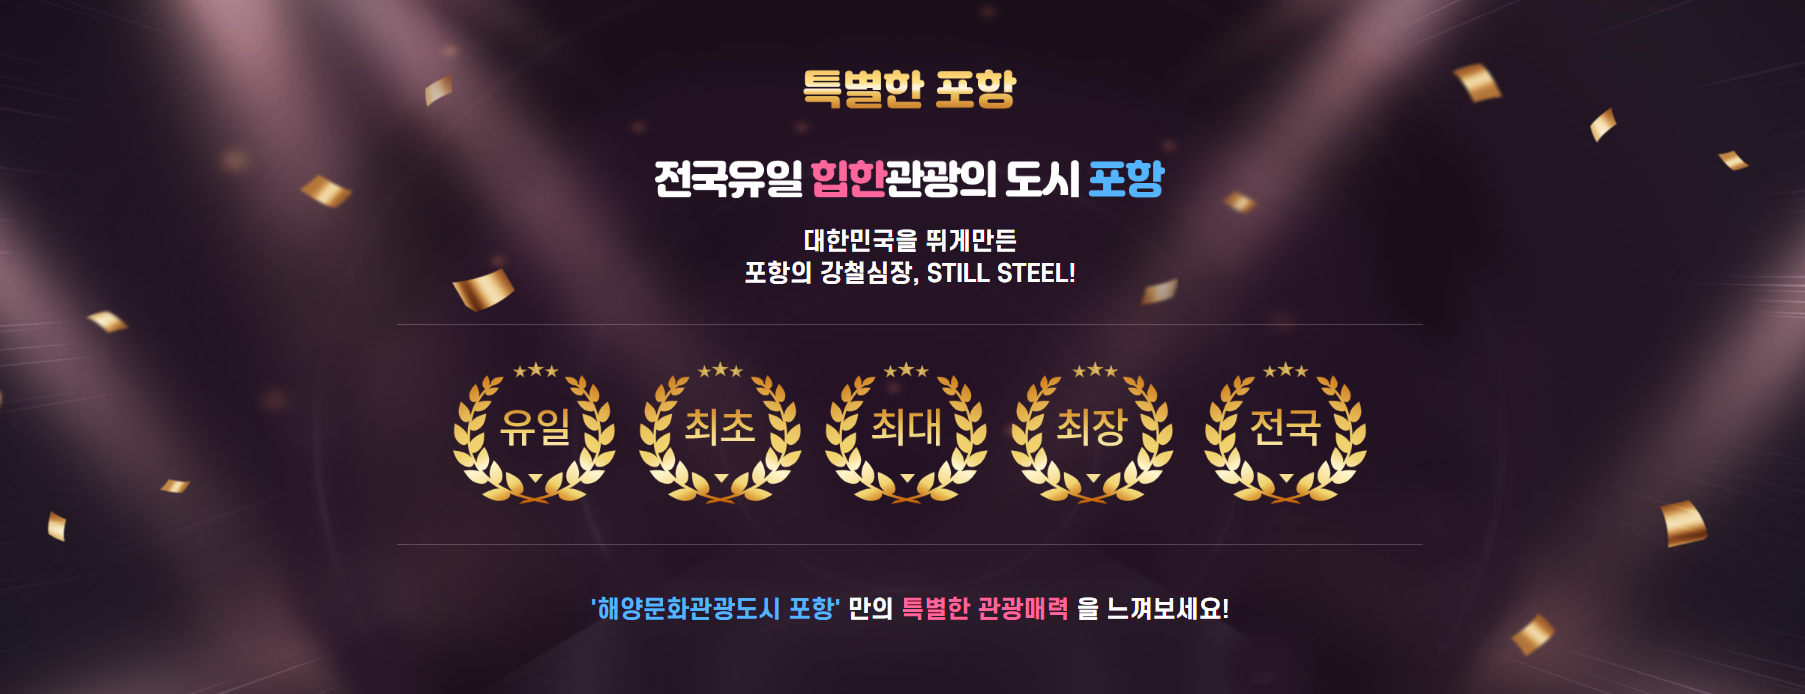 특별한 포항
전국유일 힙한관광의 도시 포항
대한민국을 뛰게만든
포항의 강철심장, STILL STEEL!
유일 최초 최대 최장 전국
'해양문화관광도시 포항' 만의 특별한 관광매력 을 느껴보세요!